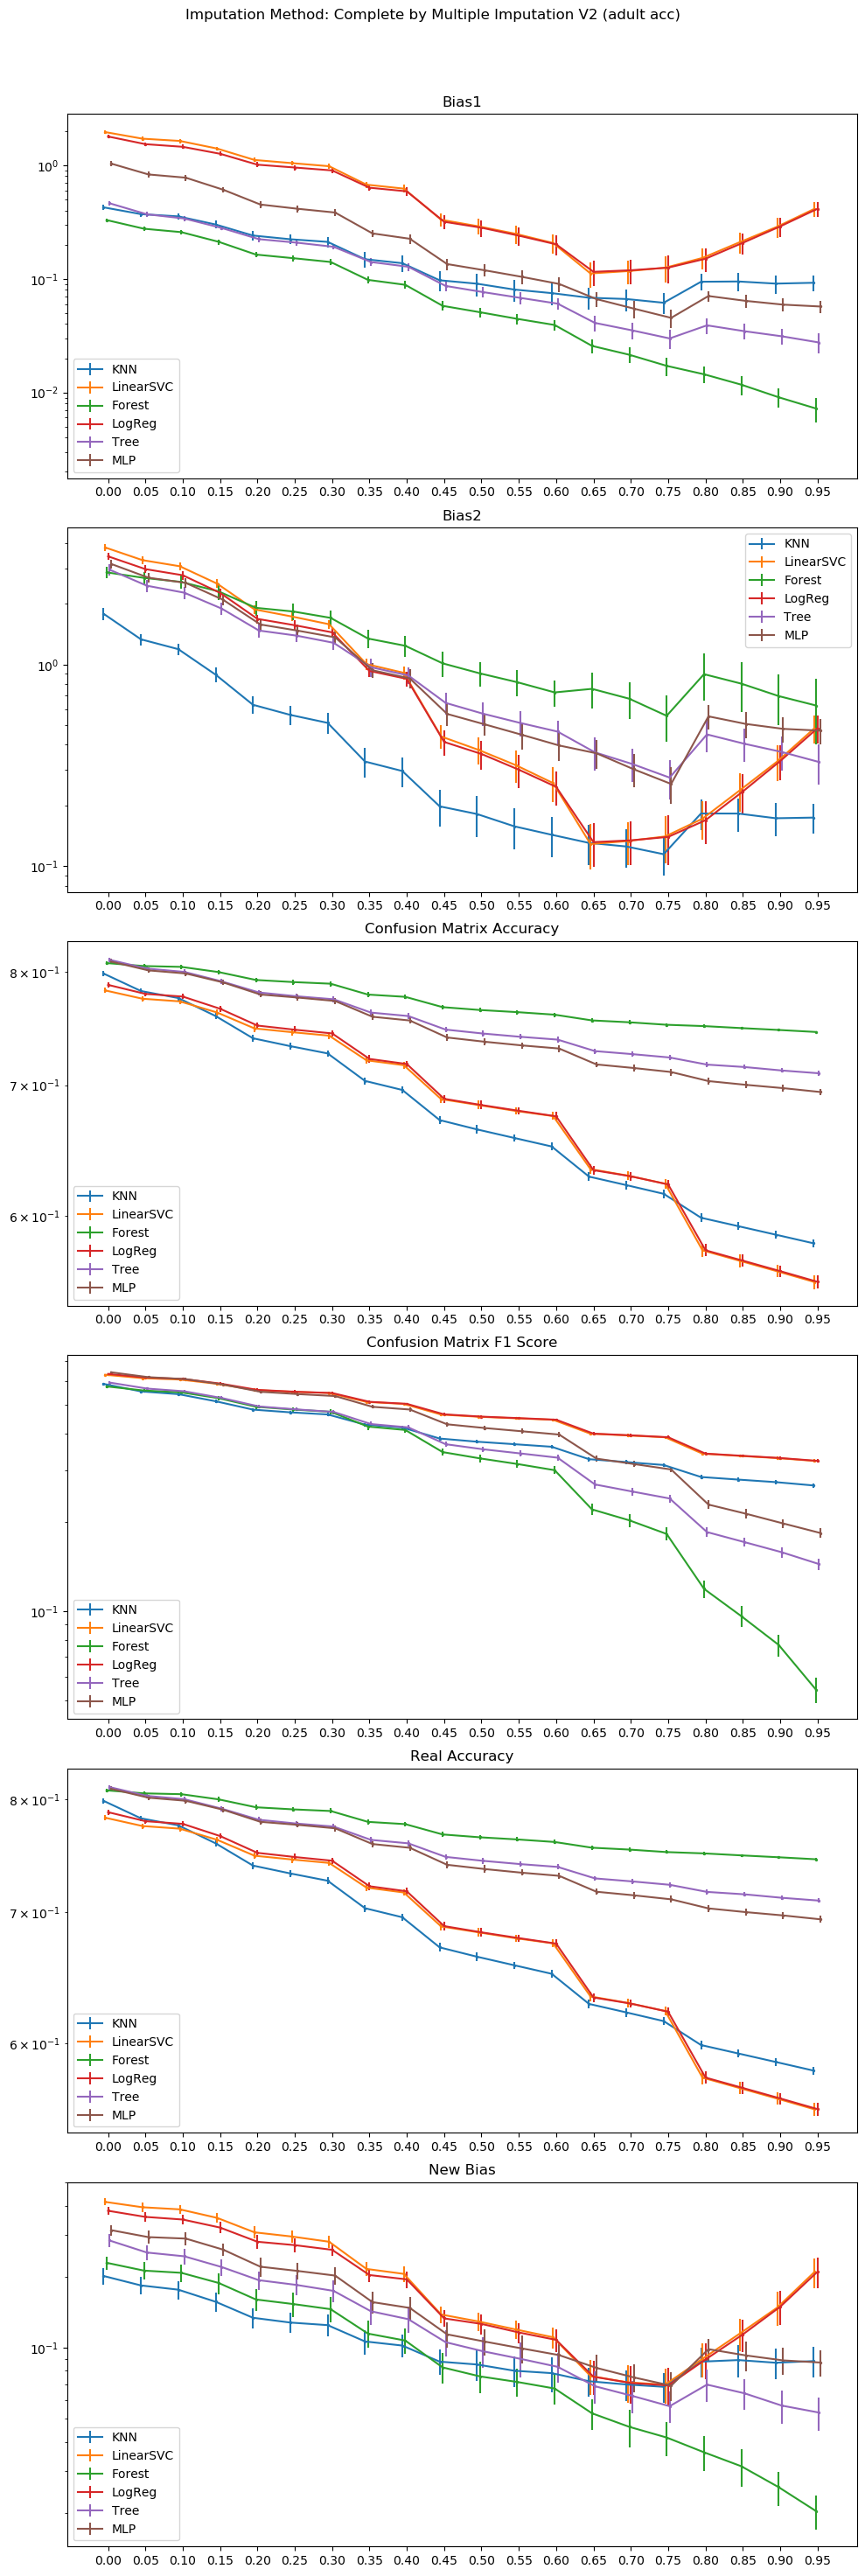 Imputation Method: Complete by Multiple Imputation V2 (adult acc)
Bias1
10^0
10^-1
10^-2
KNN
LinearSVC
Forest
LogReg
Tree
MLP
0.00 0.05 0.10 0.15 0.20 0.25 0.30 0.35 0.40 0.45 0.50 0.55 0.60 0.65 0.70 0.75 0.80 0.85 0.90 0.95
Bias2
10^0
10^-1
KNN
LinearSVC
Forest
LogReg
Tree
MLP
0.00 0.05 0.10 0.15 0.20 0.25 0.30 0.35 0.40 0.45 0.50 0.55 0.60 0.65 0.70 0.75 0.80 0.85 0.90 0.95
Confusion Matrix Accuracy
8 × 10^-1
7 × 10^-1
6 × 10^-1
KNN
LinearSVC
Forest
LogReg
Tree
MLP
0.00 0.05 0.10 0.15 0.20 0.25 0.30 0.35 0.40 0.45 0.50 0.55 0.60 0.65 0.70 0.75 0.80 0.85 0.90 0.95
Confusion Matrix F1 Score
10^-1
KNN
LinearSVC
Forest
LogReg
Tree
MLP
0.00 0.05 0.10 0.15 0.20 0.25 0.30 0.35 0.40 0.45 0.50 0.55 0.60 0.65 0.70 0.75 0.80 0.85 0.90 0.95
Real Accuracy
8 × 10^-1
7 × 10^-1
6 × 10^-1
KNN
LinearSVC
Forest
LogReg
Tree
MLP
0.00 0.05 0.10 0.15 0.20 0.25 0.30 0.35 0.40 0.45 0.50 0.55 0.60 0.65 0.70 0.75 0.80 0.85 0.90 0.95
New Bias
10^-1
KNN
LinearSVC
Forest
LogReg
Tree
MLP
0.00 0.05 0.10 0.15 0.20 0.25 0.30 0.35 0.40 0.45 0.50 0.55 0.60 0.65 0.70 0.75 0.80 0.85 0.90 0.95